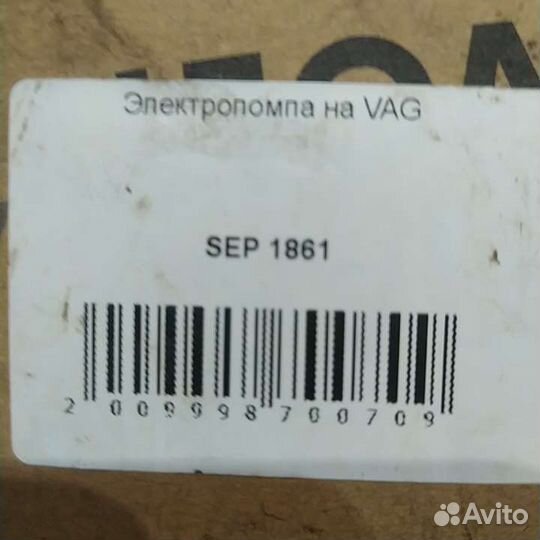 Электропомпа на VAG
SEP 1861
2 009998 700709
Avito